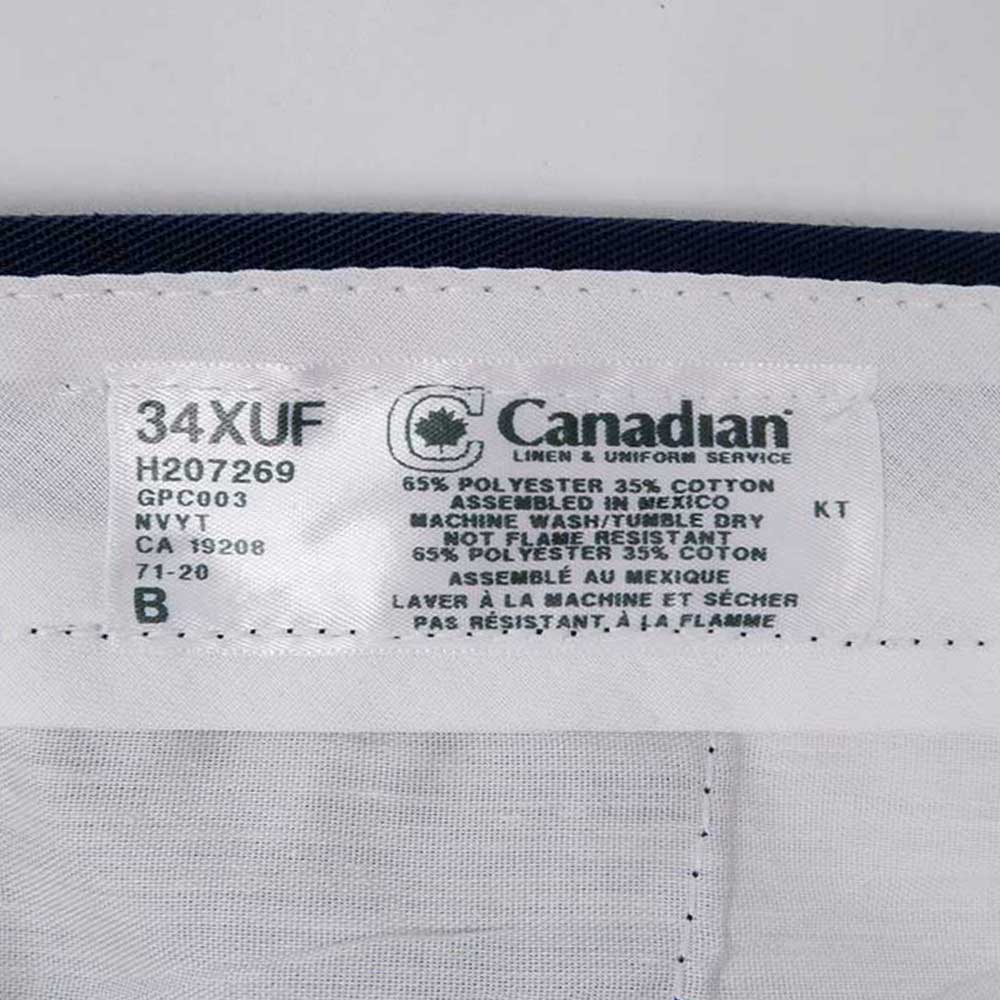 34XUF
H207269
GPC003
NVYT
CA 19208
71-20
B
C Canadian
LINEN & UNIFORM SERVICE
65% POLYESTER 35% COTTON
ASSEMBLED IN MEXICO
MACHINE WASH/TUMBLE DRY
NOT FLAME RESISTANT
65% POLYESTER 35% COTON
ASSEMBLÉ AU MEXIQUE
LAVER À LA MACHINE ET SÉCHER
PAS RÉSISTANT À LA FLAMME
KT